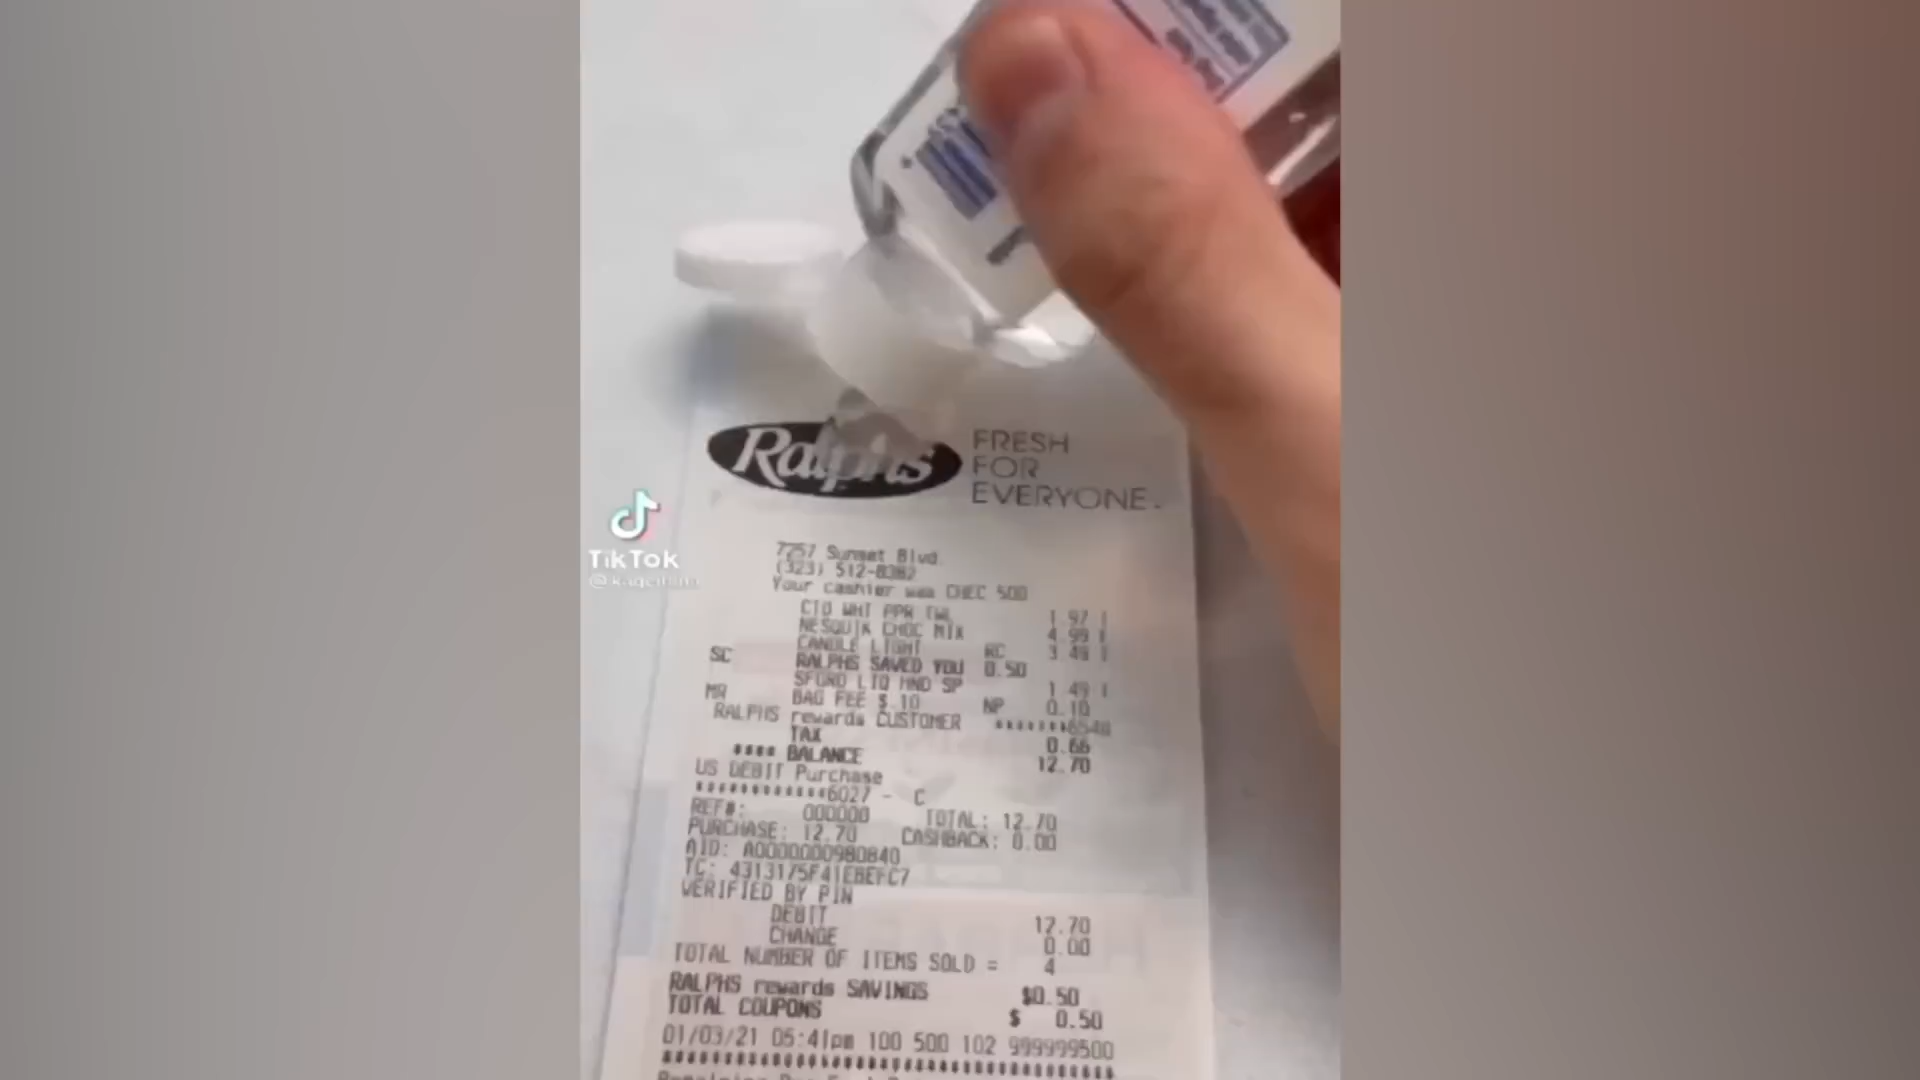 Ralphs
FRESH
FOR
EVERYONE.
TikTok
7257 Sunset Blvd.
(323) 512-8382
Your cashier was CHEC 500
CTO WHT PPR TWL 1.97
NESQUIK CHOC MIX 4.99
CANDLE LIGHT RC 3.49
SC RALPHS SAVED YOU 0.50
SFGRD LIQ HND SP 1.49
MR BAG FEE $.10 NP 0.10
RALPHS rewards CUSTOMER *******6548
TAX 0.66
**** BALANCE 12.70
US DEBIT Purchase
************6027 - C
REF#: 000000 TOTAL: 12.70
PURCHASE: 12.70 CASHBACK: 0.00
AID: A0000000980840
TC: 4313175F41EBEFC7
VERIFIED BY PIN
DEBIT 12.70
CHANGE 0.00
TOTAL NUMBER OF ITEMS SOLD = 4
RALPHS rewards SAVINGS $0.50
TOTAL COUPONS $ 0.50
01/03/21 05:41pm 100 500 102 999999500